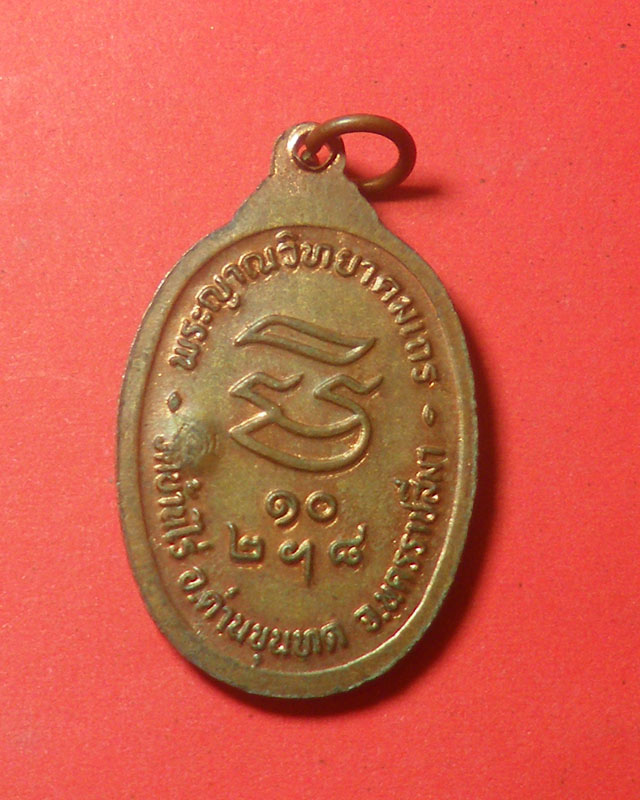 พระญาณวิทยาคมเถร
๑๐
๒ ฯ ๘
วัดบ้านไร่ อ.ด่านขุนทด จ.นครราชสีมา